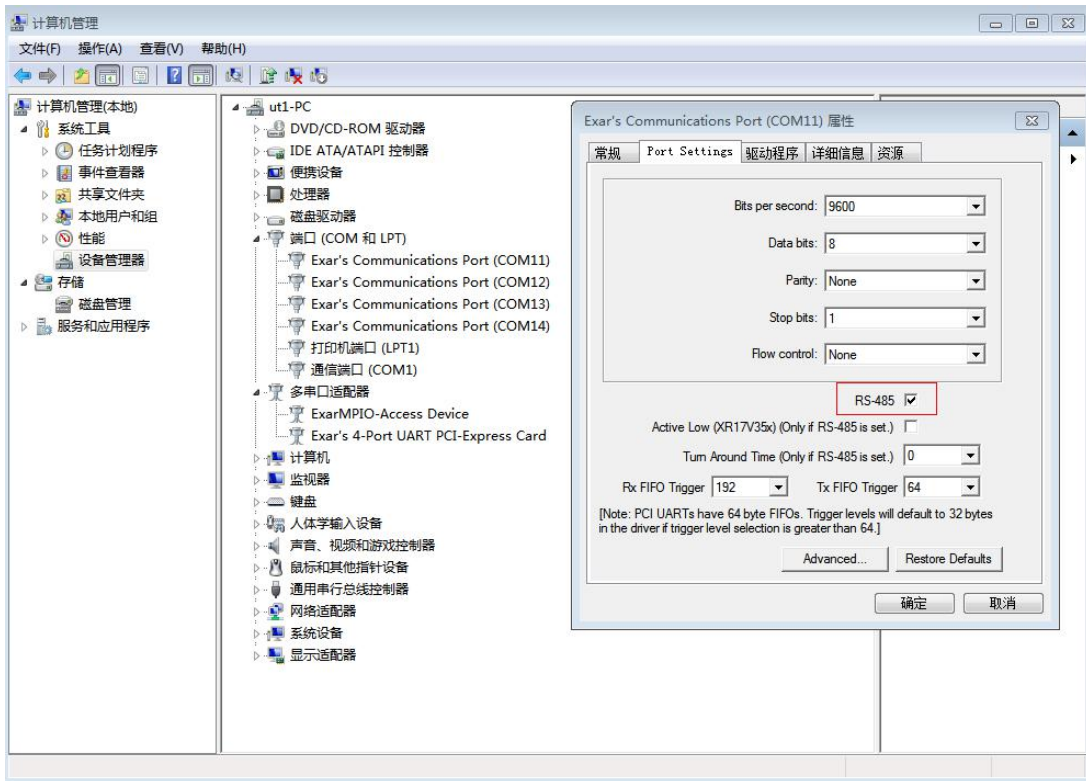 计算机管理
文件(F) 操作(A) 查看(V) 帮助(H)
计算机管理(本地)
系统工具
任务计划程序
事件查看器
共享文件夹
本地用户和组
性能
设备管理器
存储
磁盘管理
服务和应用程序
ut1-PC
DVD/CD-ROM 驱动器
IDE ATA/ATAPI 控制器
便携设备
处理器
磁盘驱动器
端口 (COM 和 LPT)
Exar's Communications Port (COM11)
Exar's Communications Port (COM12)
Exar's Communications Port (COM13)
Exar's Communications Port (COM14)
打印机端口 (LPT1)
通信端口 (COM1)
多串口适配器
ExarMPIO-Access Device
Exar's 4-Port UART PCI-Express Card
计算机
监视器
键盘
人体学输入设备
声音、视频和游戏控制器
鼠标和其他指针设备
通用串行总线控制器
网络适配器
系统设备
显示适配器
Exar's Communications Port (COM11) 属性
常规 Port Settings 驱动程序 详细信息 资源
Bits per second: 9600
Data bits: 8
Parity: None
Stop bits: 1
Flow control: None
RS-485
Active Low (XR17V35x) (Only if RS-485 is set.)
Turn Around Time (Only if RS-485 is set.) 0
Rx FIFO Trigger 192 Tx FIFO Trigger 64
[Note: PCI UARTs have 64 byte FIFOs. Trigger levels will default to 32 bytes
in the driver if trigger level selection is greater than 64.]
Advanced... Restore Defaults
确定 取消